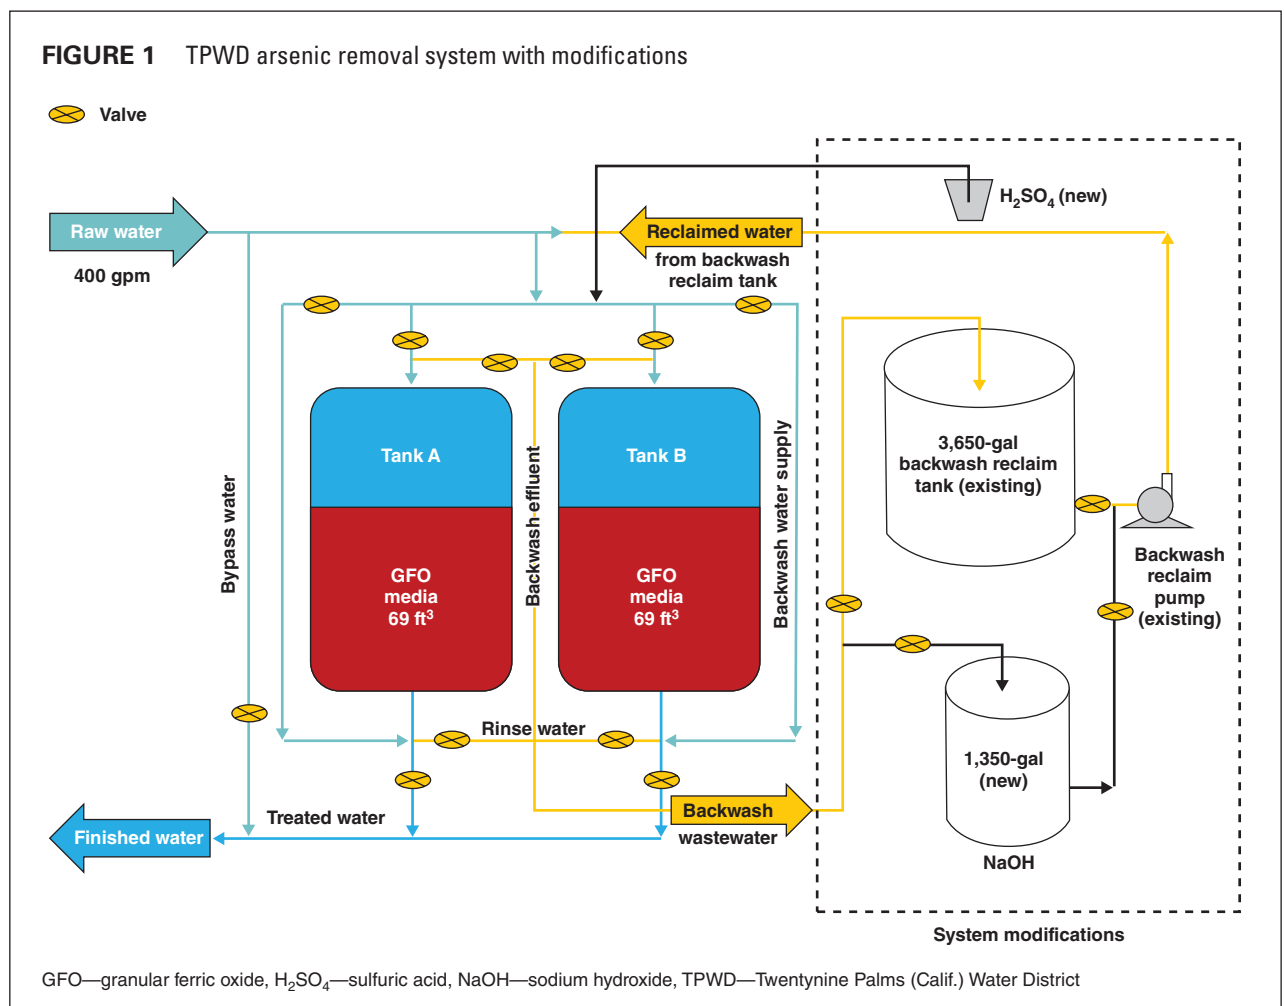 FIGURE 1 TPWD arsenic removal system with modifications
Valve
H₂SO₄ (new)
Raw water
400 gpm
Reclaimed water
from backwash
reclaim tank
Bypass water
Tank A
GFO
media
69 ft³
Backwash effluent
Tank B
GFO
media
69 ft³
Backwash water supply
3,650-gal
backwash reclaim
tank (existing)
Backwash
reclaim
pump
(existing)
Rinse water
1,350-gal
(new)
NaOH
Treated water
Finished water
Backwash
wastewater
System modifications
GFO—granular ferric oxide, H₂SO₄—sulfuric acid, NaOH—sodium hydroxide, TPWD—Twentynine Palms (Calif.) Water District